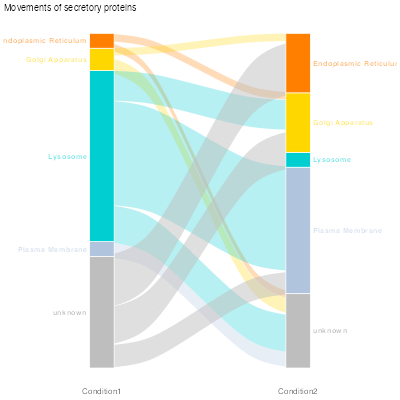 Movements of secretory proteins
ndoplasmic Reticulum
Golgi Apparatus
Lysosome
Plasma Membrane
unknown
Endoplasmic Reticulu
Golgi Apparatus
Lysosome
Plasma Membrane
unknown
Condition1
Condition2